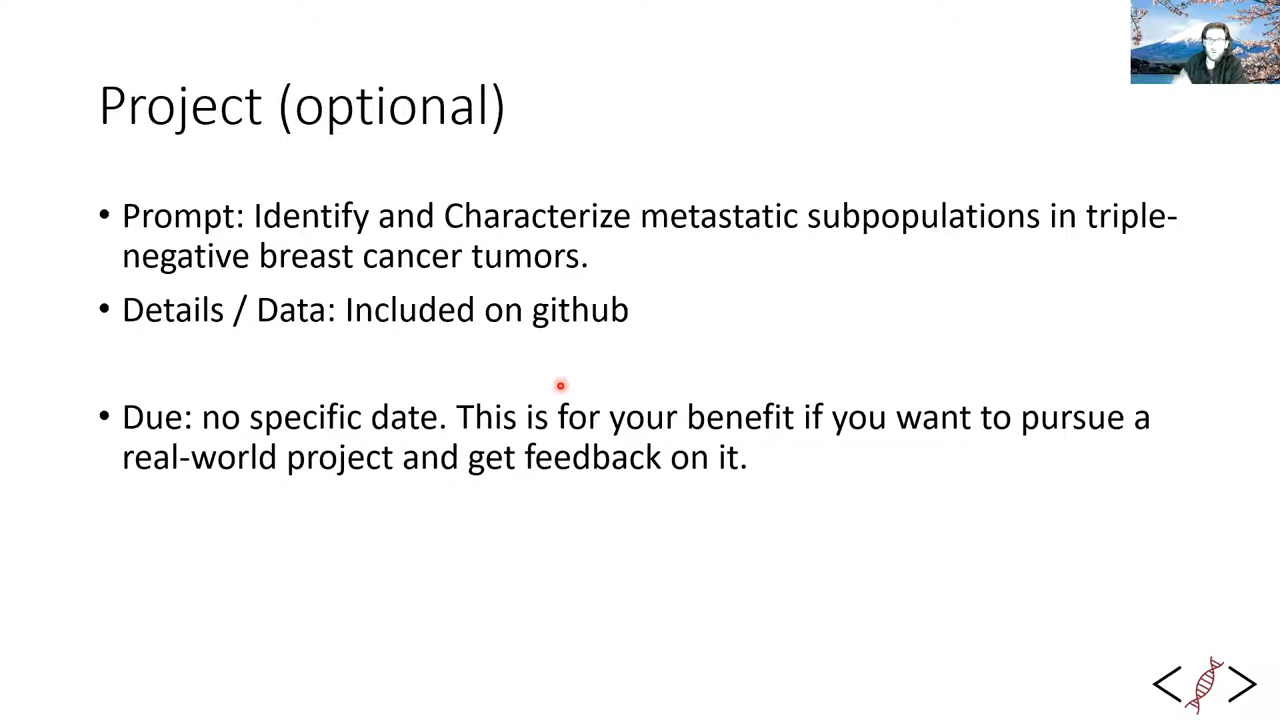 Project (optional)
• Prompt: Identify and Characterize metastatic subpopulations in triple-
negative breast cancer tumors.
• Details / Data: Included on github
• Due: no specific date. This is for your benefit if you want to pursue a
real-world project and get feedback on it.